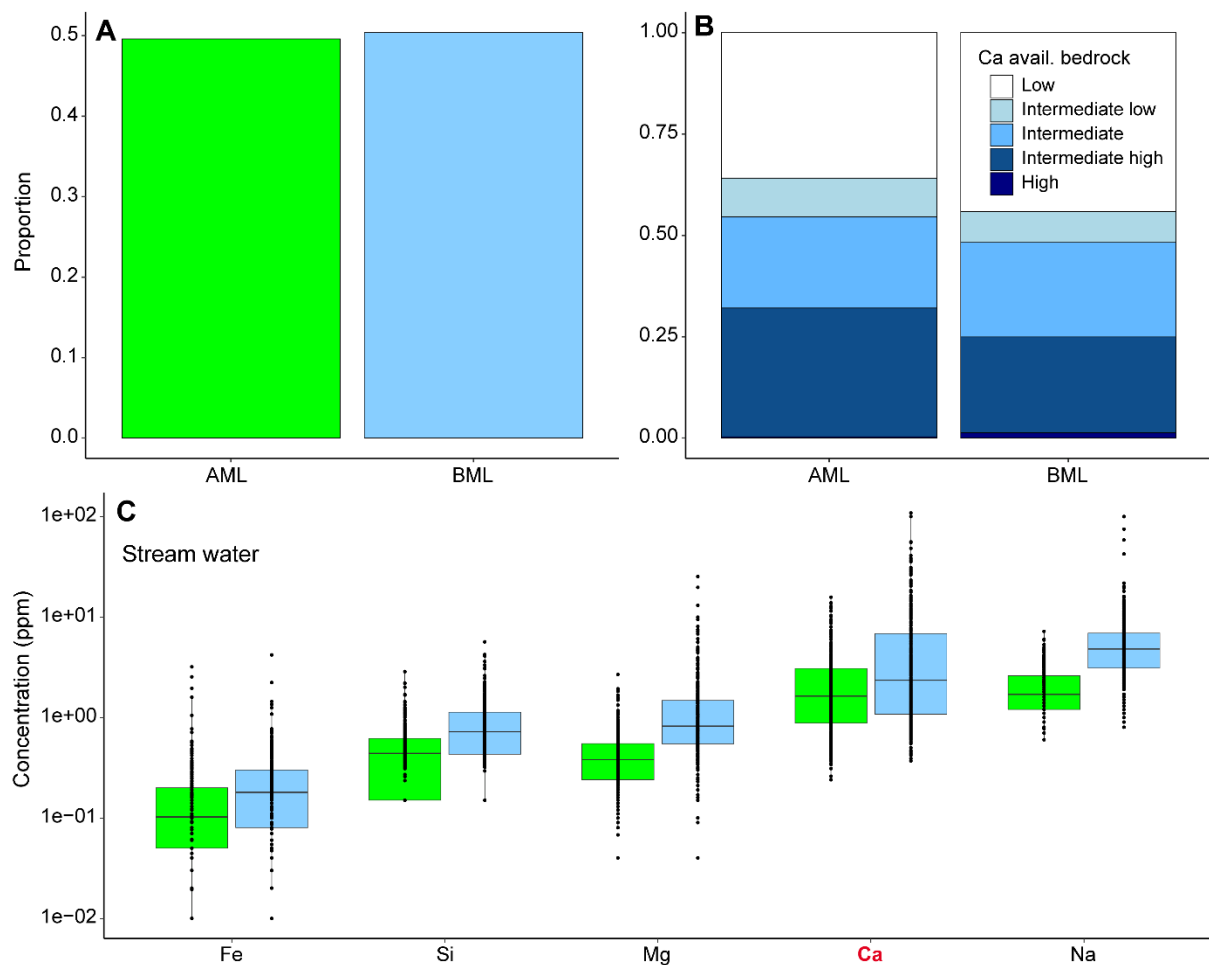 A
Proportion
0.5
0.4
0.3
0.2
0.1
0.0
AML
BML
B
1.00
0.75
0.50
0.25
0.00
Ca avail. bedrock
Low
Intermediate low
Intermediate
Intermediate high
High
AML
BML
C
Stream water
Concentration (ppm)
1e+02
1e+01
1e+00
1e−01
1e−02
Fe
Si
Mg
Ca
Na